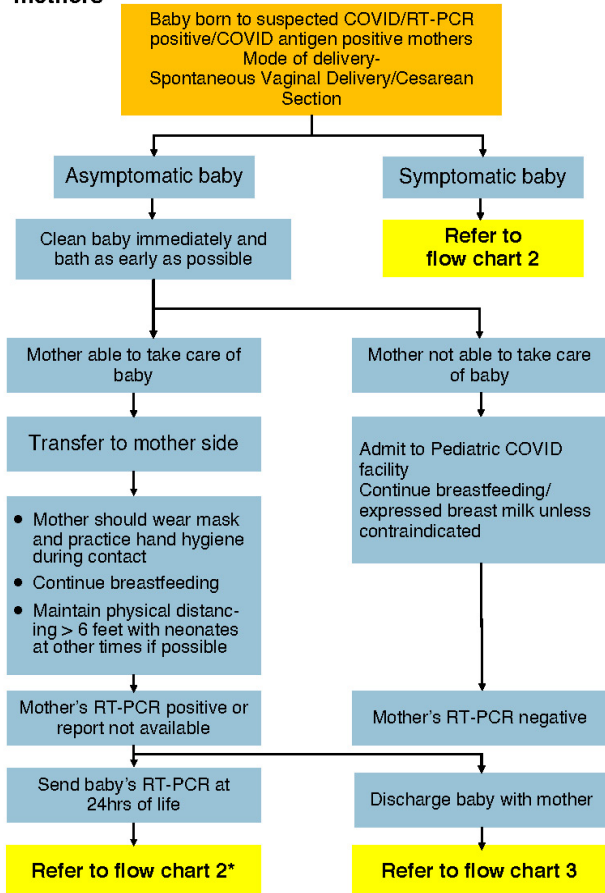 mothers
Baby born to suspected COVID/RT-PCR
positive/COVID antigen positive mothers
Mode of delivery-
Spontaneous Vaginal Delivery/Cesarean
Section
Asymptomatic baby
Symptomatic baby
Clean baby immediately and
bath as early as possible
Refer to
flow chart 2
Mother able to take care of
baby
Mother not able to take care
of baby
Transfer to mother side
Admit to Pediatric COVID
facility
Continue breastfeeding/
expressed breast milk unless
contraindicated
• Mother should wear mask
and practice hand hygiene
during contact
• Continue breastfeeding
• Maintain physical distanc-
ing > 6 feet with neonates
at other times if possible
Mother's RT-PCR positive or
report not available
Mother's RT-PCR negative
Send baby's RT-PCR at
24hrs of life
Discharge baby with mother
Refer to flow chart 2*
Refer to flow chart 3